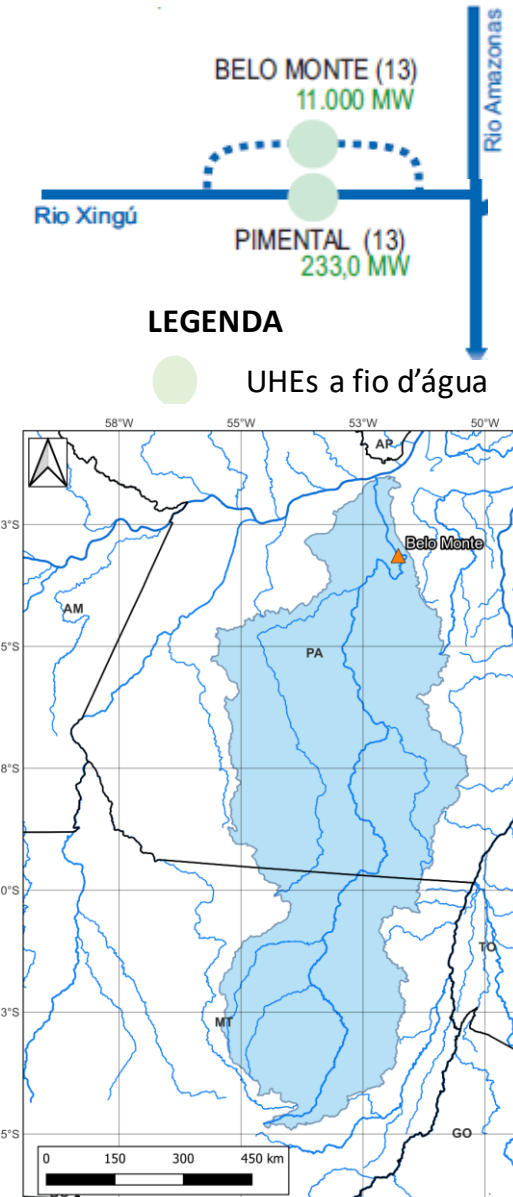 BELO MONTE (13)
11.000 MW
Rio Amazonas
Rio Xingú
PIMENTAL (13)
233,0 MW
LEGENDA
UHEs a fio d'água
58°W 55°W 53°W 50°W
AP
3°S
Belo Monte
AM
5°S
PA
8°S
0°S
TO
3°S
MT
5°S
GO
0 150 300 450 km